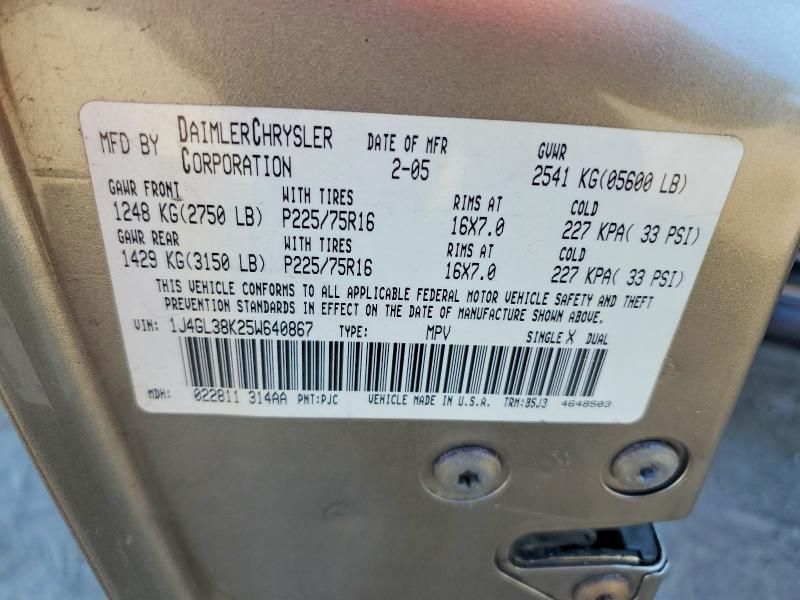 MFD BY DAIMLERCHRYSLER CORPORATION DATE OF MFR 2-05 GVWR 2541 KG(05600 LB)
GAWR FRONT WITH TIRES RIMS AT COLD
1248 KG(2750 LB) P225/75R16 16X7.0 227 KPA( 33 PSI)
GAWR REAR WITH TIRES RIMS AT COLD
1429 KG(3150 LB) P225/75R16 16X7.0 227 KPA( 33 PSI)
THIS VEHICLE CONFORMS TO ALL APPLICABLE FEDERAL MOTOR VEHICLE SAFETY AND THEFT
PREVENTION STANDARDS IN EFFECT ON THE DATE OF MANUFACTURE SHOWN ABOVE.
VIN: 1J4GL38K25W640867 TYPE: MPV SINGLE X DUAL
MDH: 022811 314AA PNT:PJC VEHICLE MADE IN U.S.A. TRM:B5J3 4648503